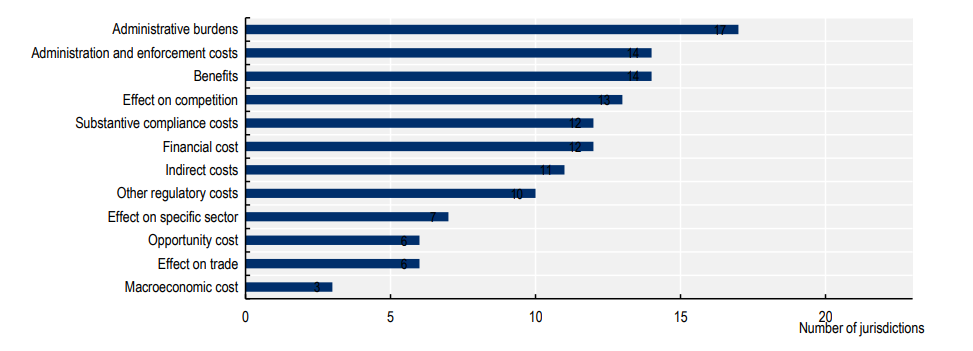 Administrative burdens 17
Administration and enforcement costs 14
Benefits 14
Effect on competition 13
Substantive compliance costs 12
Financial cost 12
Indirect costs 11
Other regulatory costs 10
Effect on specific sector 7
Opportunity cost 6
Effect on trade 6
Macroeconomic cost 3
0 5 10 15 20
Number of jurisdictions